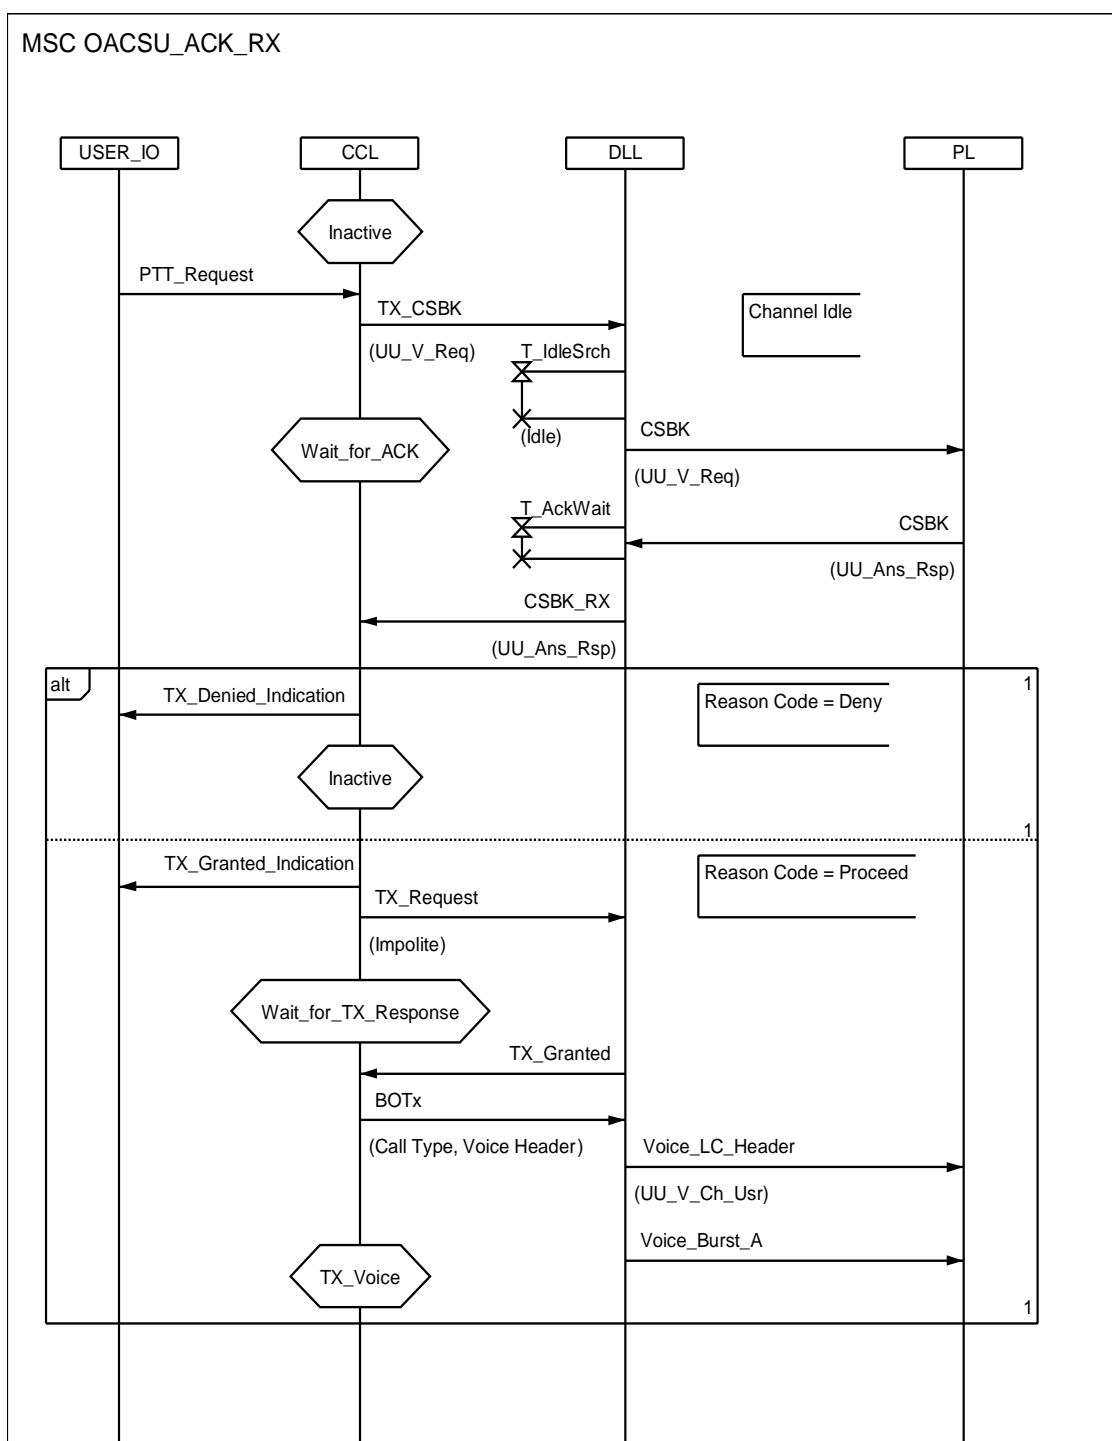 MSC OACSU_ACK_RX
USER_IO
CCL
DLL
PL
Inactive
PTT_Request
TX_CSBK
Channel Idle
(UU_V_Req)
T_IdleSrch
(Idle)
CSBK
Wait_for_ACK
(UU_V_Req)
T_AckWait
CSBK
(UU_Ans_Rsp)
CSBK_RX
(UU_Ans_Rsp)
alt
1
TX_Denied_Indication
Reason Code = Deny
Inactive
1
TX_Granted_Indication
Reason Code = Proceed
TX_Request
(Impolite)
Wait_for_TX_Response
TX_Granted
BOTx
(Call Type, Voice Header)
Voice_LC_Header
(UU_V_Ch_Usr)
Voice_Burst_A
TX_Voice
1